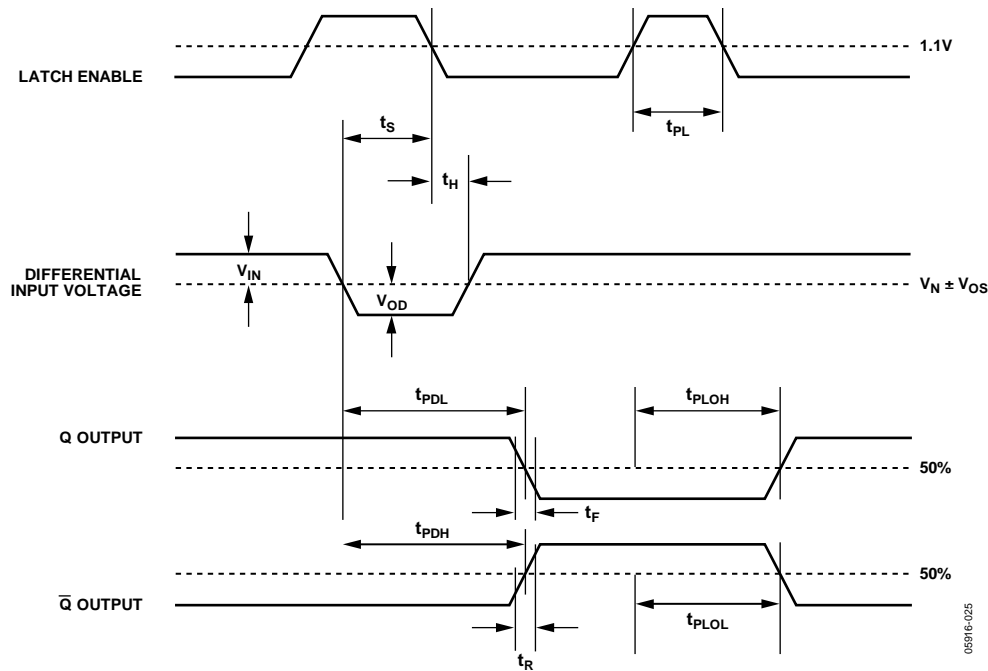 1.1V
LATCH ENABLE
tS
tPL
tH
DIFFERENTIAL
INPUT VOLTAGE
VIN
VOD
VN ± VOS
tPDL
tPLOH
Q OUTPUT
50%
tF
tPDH
50%
Q̅ OUTPUT
tPLOL
tR
05916-025